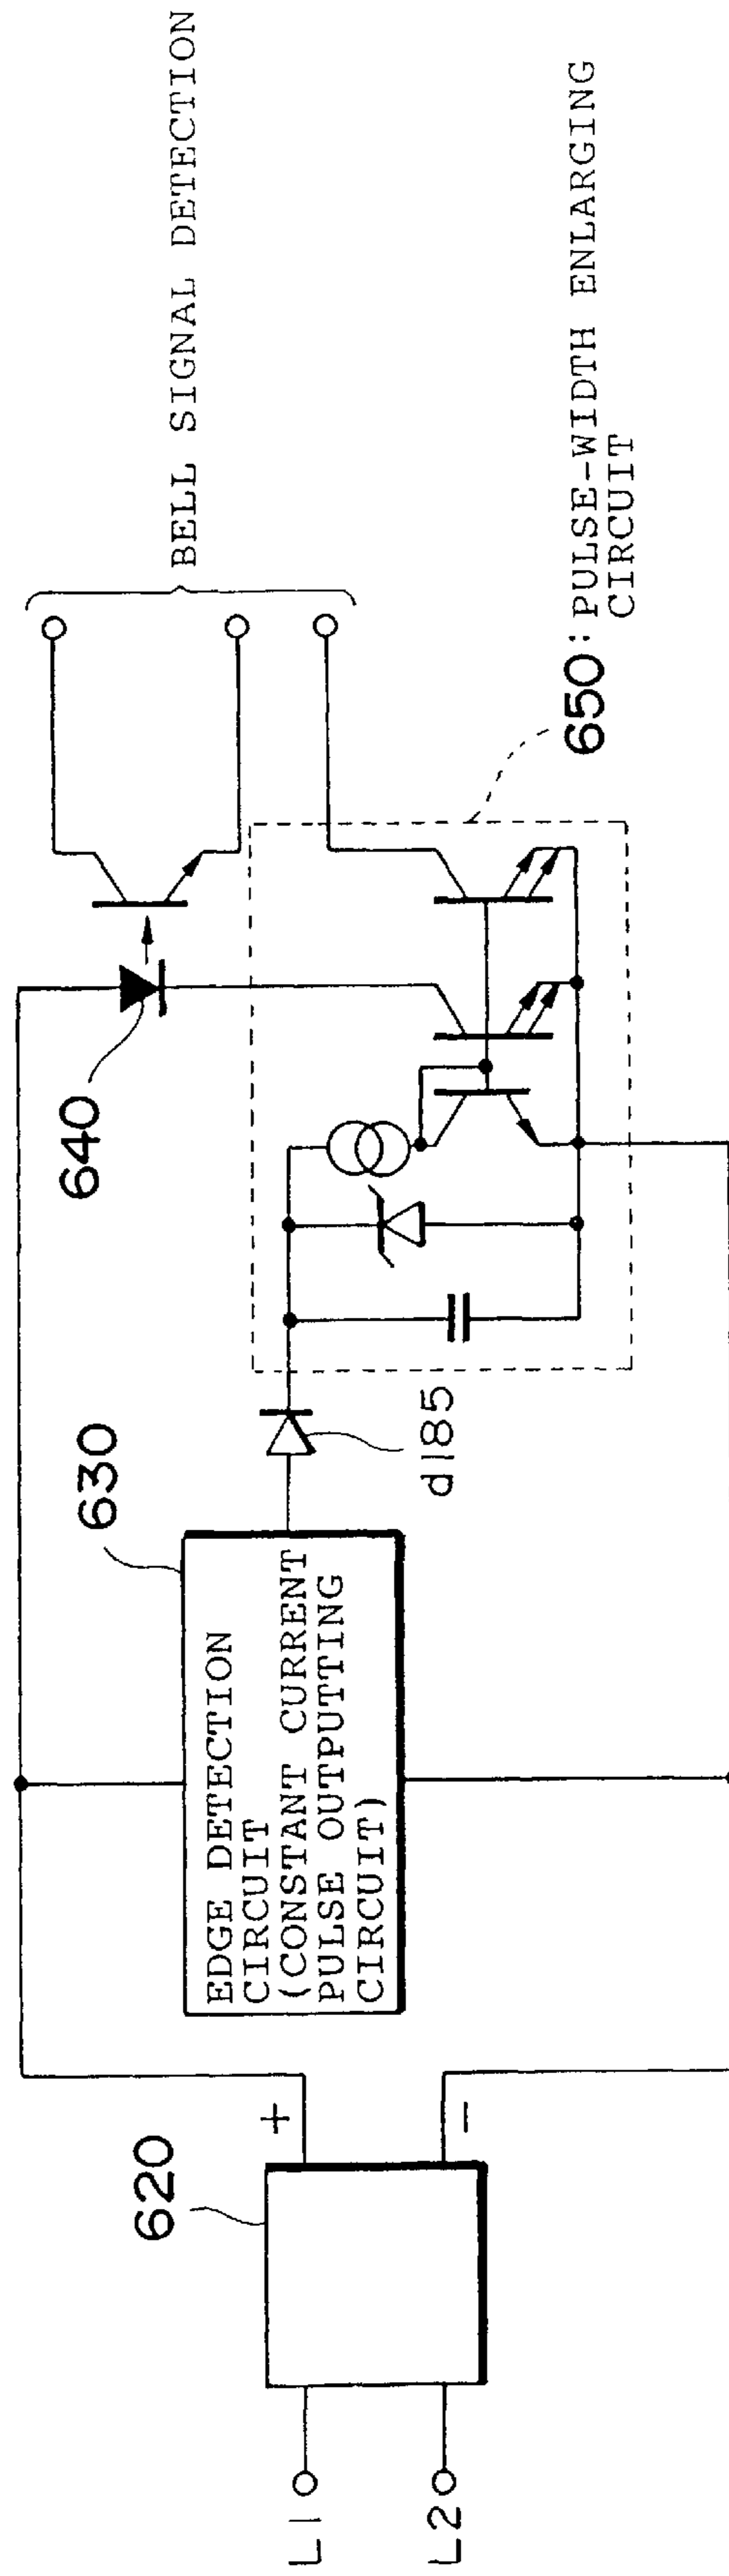 L1
L2
620
+
−
EDGE DETECTION
CIRCUIT
(CONSTANT CURRENT
PULSE OUTPUTTING
CIRCUIT)
630
d185
640
650: PULSE-WIDTH ENLARGING
CIRCUIT
BELL SIGNAL DETECTION